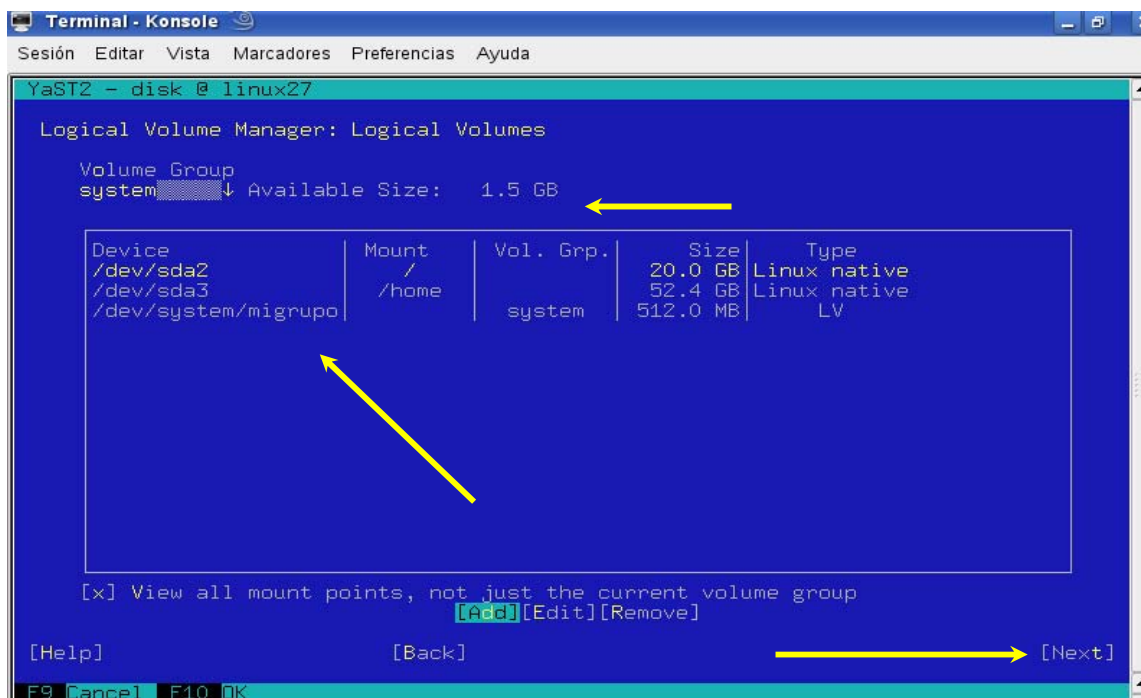 Terminal - Konsole
Sesión Editar Vista Marcadores Preferencias Ayuda
YaST2 - disk @ linux27
Logical Volume Manager: Logical Volumes
Volume Group
system↓ Available Size: 1.5 GB
Device | Mount | Vol. Grp.| Size| Type
/dev/sda2 | / | | 20.0 GB|Linux native
/dev/sda3 | /home | | 52.4 GB|Linux native
/dev/system/migrupo| | system | 512.0 MB| LV
[x] View all mount points, not just the current volume group
[Add][Edit][Remove]
[Help] [Back] [Next]
F9 Cancel F10 OK